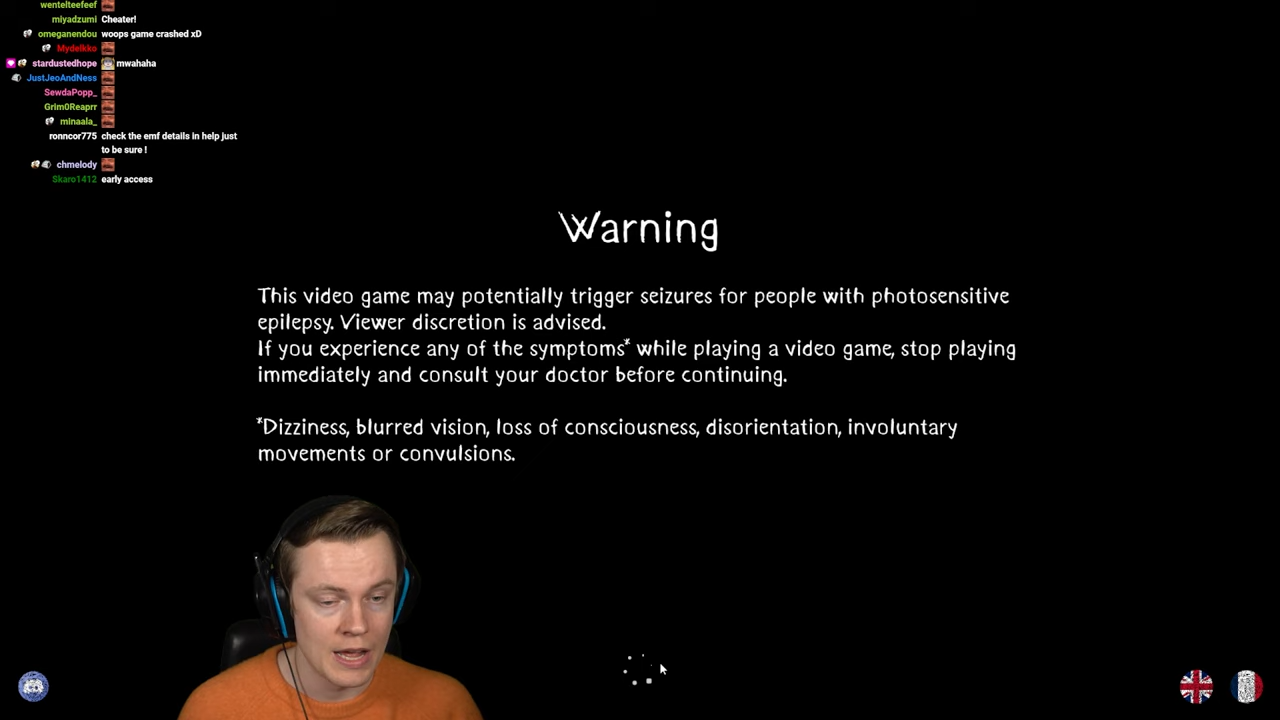 wentelteefeef
miyadzumi Cheater!
omeganendou woops game crashed xD
Mydelkko
stardustedhope mwahaha
JustJeoAndNess
SewdaPopp_
Grim0Reaprr
minaala_
ronncor775 check the emf details in help just
to be sure !
chmelody
Skaro1412 early access
Warning
This video game may potentially trigger seizures for people with photosensitive
epilepsy. Viewer discretion is advised.
If you experience any of the symptoms* while playing a video game, stop playing
immediately and consult your doctor before continuing.
*Dizziness, blurred vision, loss of consciousness, disorientation, involuntary
movements or convulsions.